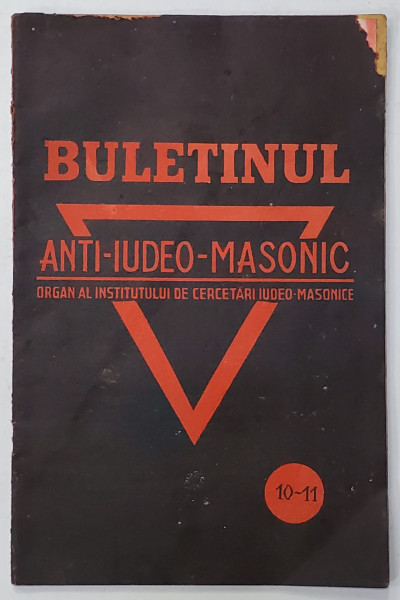 BULETINUL
ANTI-IUDEO-MASONIC
ORGAN AL INSTITUTULUI DE CERCETĂRI IUDEO-MASONICE
10-11